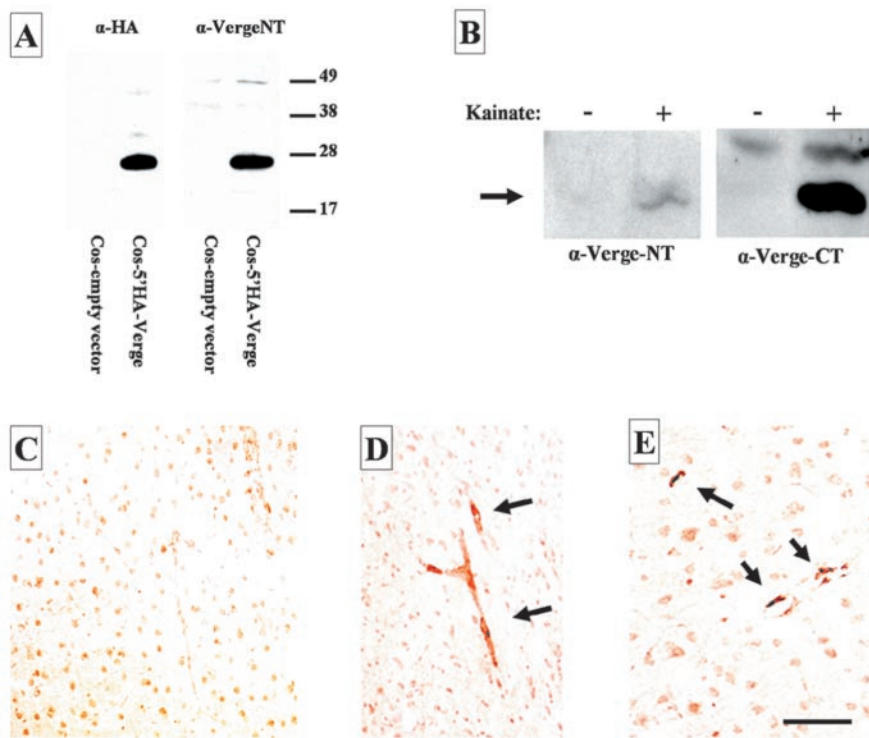 A
α-HA
α-VergeNT
49
38
28
17
Cos-empty vector
Cos-5'HA-Verge
Cos-empty vector
Cos-5'HA-Verge
B
Kainate: - + - +
α-Verge-NT
α-Verge-CT
C
D
E